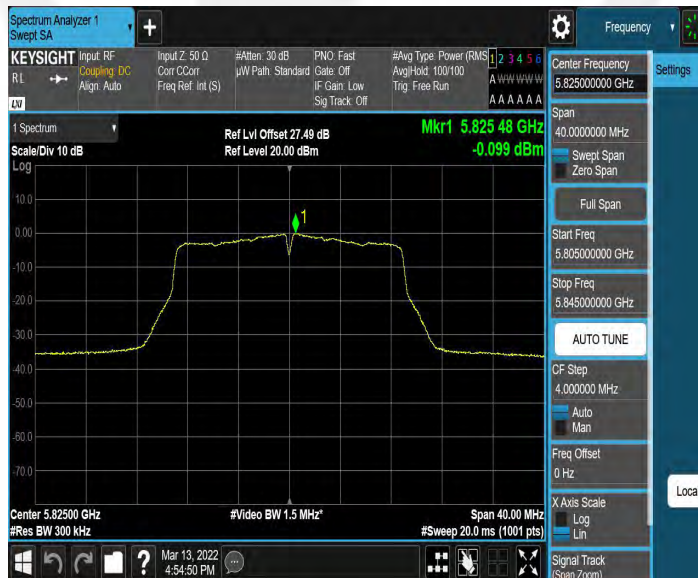 Spectrum Analyzer 1
Swept SA
Frequency
KEYSIGHT
RL
LXI
Input: RF
Coupling: DC
Align: Auto
Input Z: 50 Ω
Corr CCorr
Freq Ref: Int (S)
#Atten: 30 dB
µW Path: Standard
PNO: Fast
Gate: Off
IF Gain: Low
Sig Track: Off
#Avg Type: Power (RMS
Avg|Hold: 100/100
Trig: Free Run
1 2 3 4 5 6
A W W W W W
A A A A A A
1 Spectrum
Scale/Div 10 dB
Ref Lvl Offset 27.49 dB
Ref Level 20.00 dBm
Mkr1 5.825 48 GHz
-0.099 dBm
Log
10.0
0.00
-10.0
-20.0
-30.0
-40.0
-50.0
-60.0
-70.0
1
Center 5.82500 GHz
#Res BW 300 kHz
#Video BW 1.5 MHz*
Span 40.00 MHz
#Sweep 20.0 ms (1001 pts)
Mar 13, 2022
4:54:50 PM
Center Frequency
5.825000000 GHz
Settings
Span
40.0000000 MHz
Swept Span
Zero Span
Full Span
Start Freq
5.805000000 GHz
Stop Freq
5.845000000 GHz
AUTO TUNE
CF Step
4.000000 MHz
Auto
Man
Freq Offset
0 Hz
X Axis Scale
Log
Lin
Loca
Signal Track
(Span Zoom)